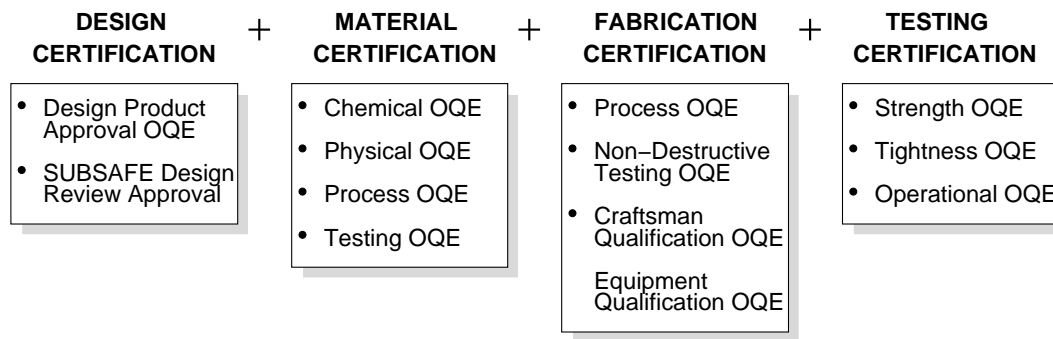 DESIGN
CERTIFICATION
+
MATERIAL
CERTIFICATION
+
FABRICATION
CERTIFICATION
+
TESTING
CERTIFICATION
• Design Product
Approval OQE
• SUBSAFE Design
Review Approval
• Chemical OQE
• Physical OQE
• Process OQE
• Testing OQE
• Process OQE
• Non−Destructive
Testing OQE
• Craftsman
Qualification OQE
Equipment
Qualification OQE
• Strength OQE
• Tightness OQE
• Operational OQE